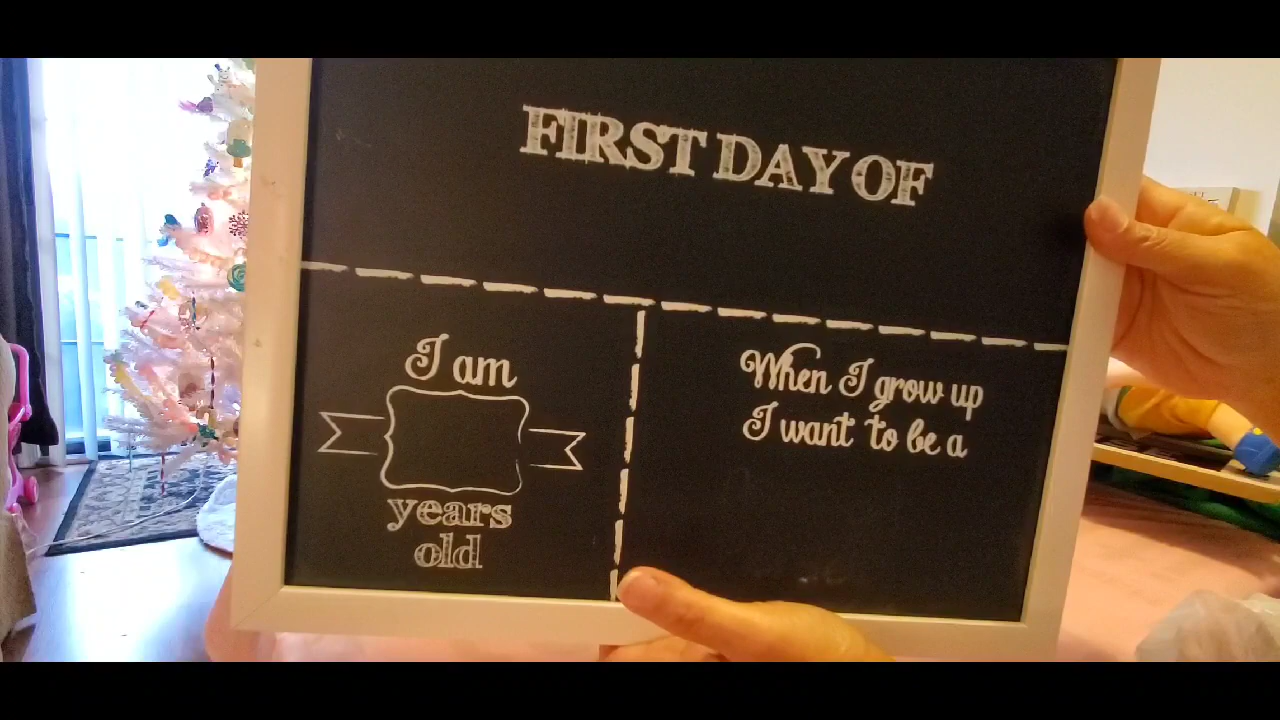 FIRST DAY OF
I am
years
old
When I grow up
I want to be a